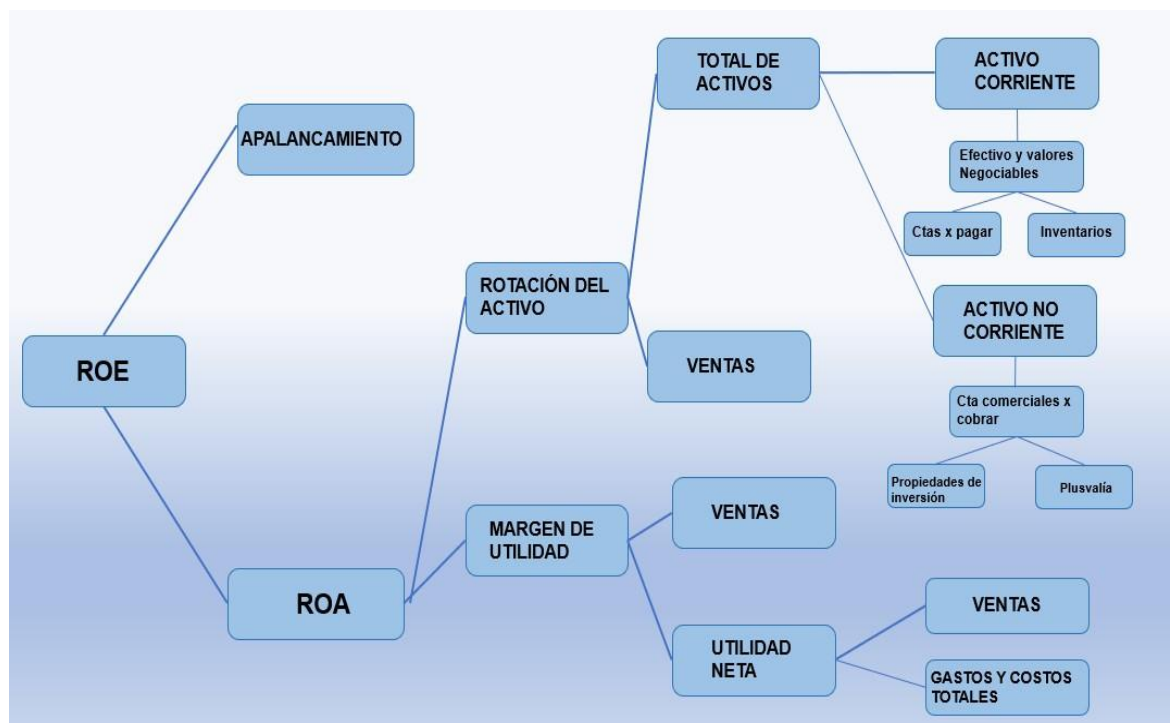 TOTAL DE
ACTIVOS
ACTIVO
CORRIENTE
APALANCAMIENTO
Efectivo y valores
Negociables
Ctas x pagar
Inventarios
ROTACIÓN DEL
ACTIVO
ACTIVO NO
CORRIENTE
ROE
VENTAS
Cta comerciales x
cobrar
Propiedades de
inversión
Plusvalía
MARGEN DE
UTILIDAD
VENTAS
ROA
VENTAS
UTILIDAD
NETA
GASTOS Y COSTOS
TOTALES